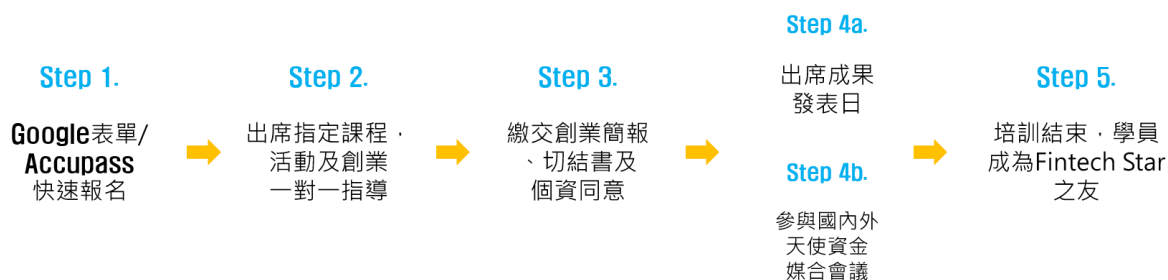 Step 1.
Google表單/
Accupass
快速報名
Step 2.
出席指定課程，
活動及創業
一對一指導
Step 3.
繳交創業簡報
、切結書及
個資同意
Step 4a.
出席成果
發表日
Step 4b.
參與國內外
天使資金
媒合會議
Step 5.
培訓結束，學員
成為Fintech Star
之友